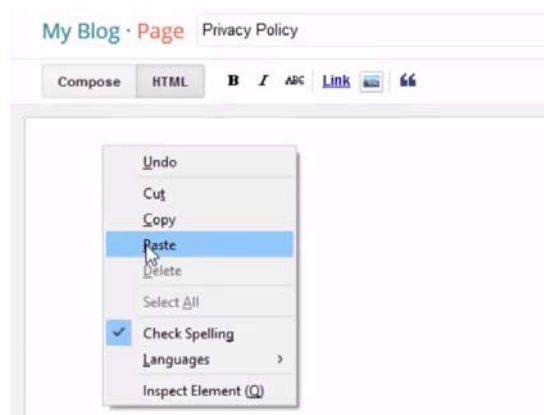 My Blog · Page Privacy Policy
Compose HTML B I ABC Link
Undo
Cut
Copy
Paste
Delete
Select All
Check Spelling
Languages
Inspect Element (Q)